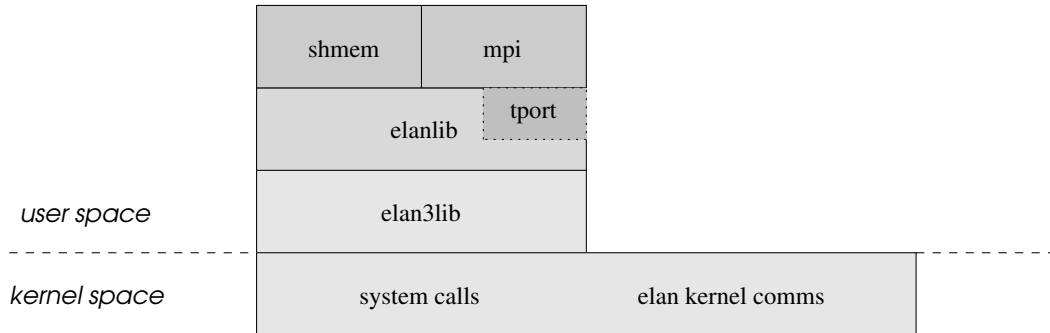 shmem mpi
tport
elanlib
user space elan3lib
kernel space system calls elan kernel comms